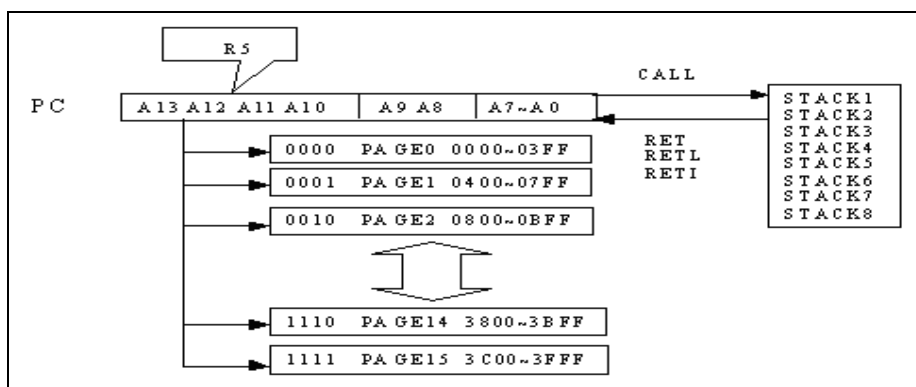 R5
CALL
PC
A13 A12 A11 A10 A9 A8 A7~A0
STACK1
STACK2
STACK3
STACK4
STACK5
STACK6
STACK7
STACK8
RET
RETL
RETI
0000 PAGE0 0000~03FF
0001 PAGE1 0400~07FF
0010 PAGE2 0800~0BFF
1110 PAGE14 3800~3BFF
1111 PAGE15 3C00~3FFF